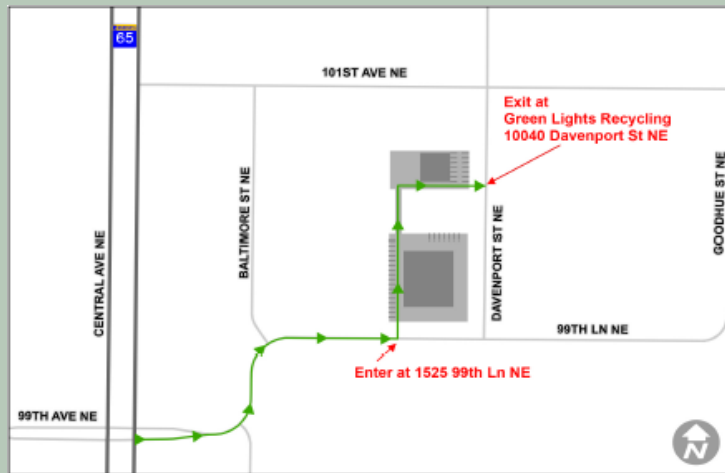 65
101ST AVE NE
Exit at
Green Lights Recycling
10040 Davenport St NE
CENTRAL AVE NE
BALTIMORE ST NE
DAVENPORT ST NE
GOODHUE ST NE
99TH LN NE
Enter at 1525 99th Ln NE
99TH AVE NE
N